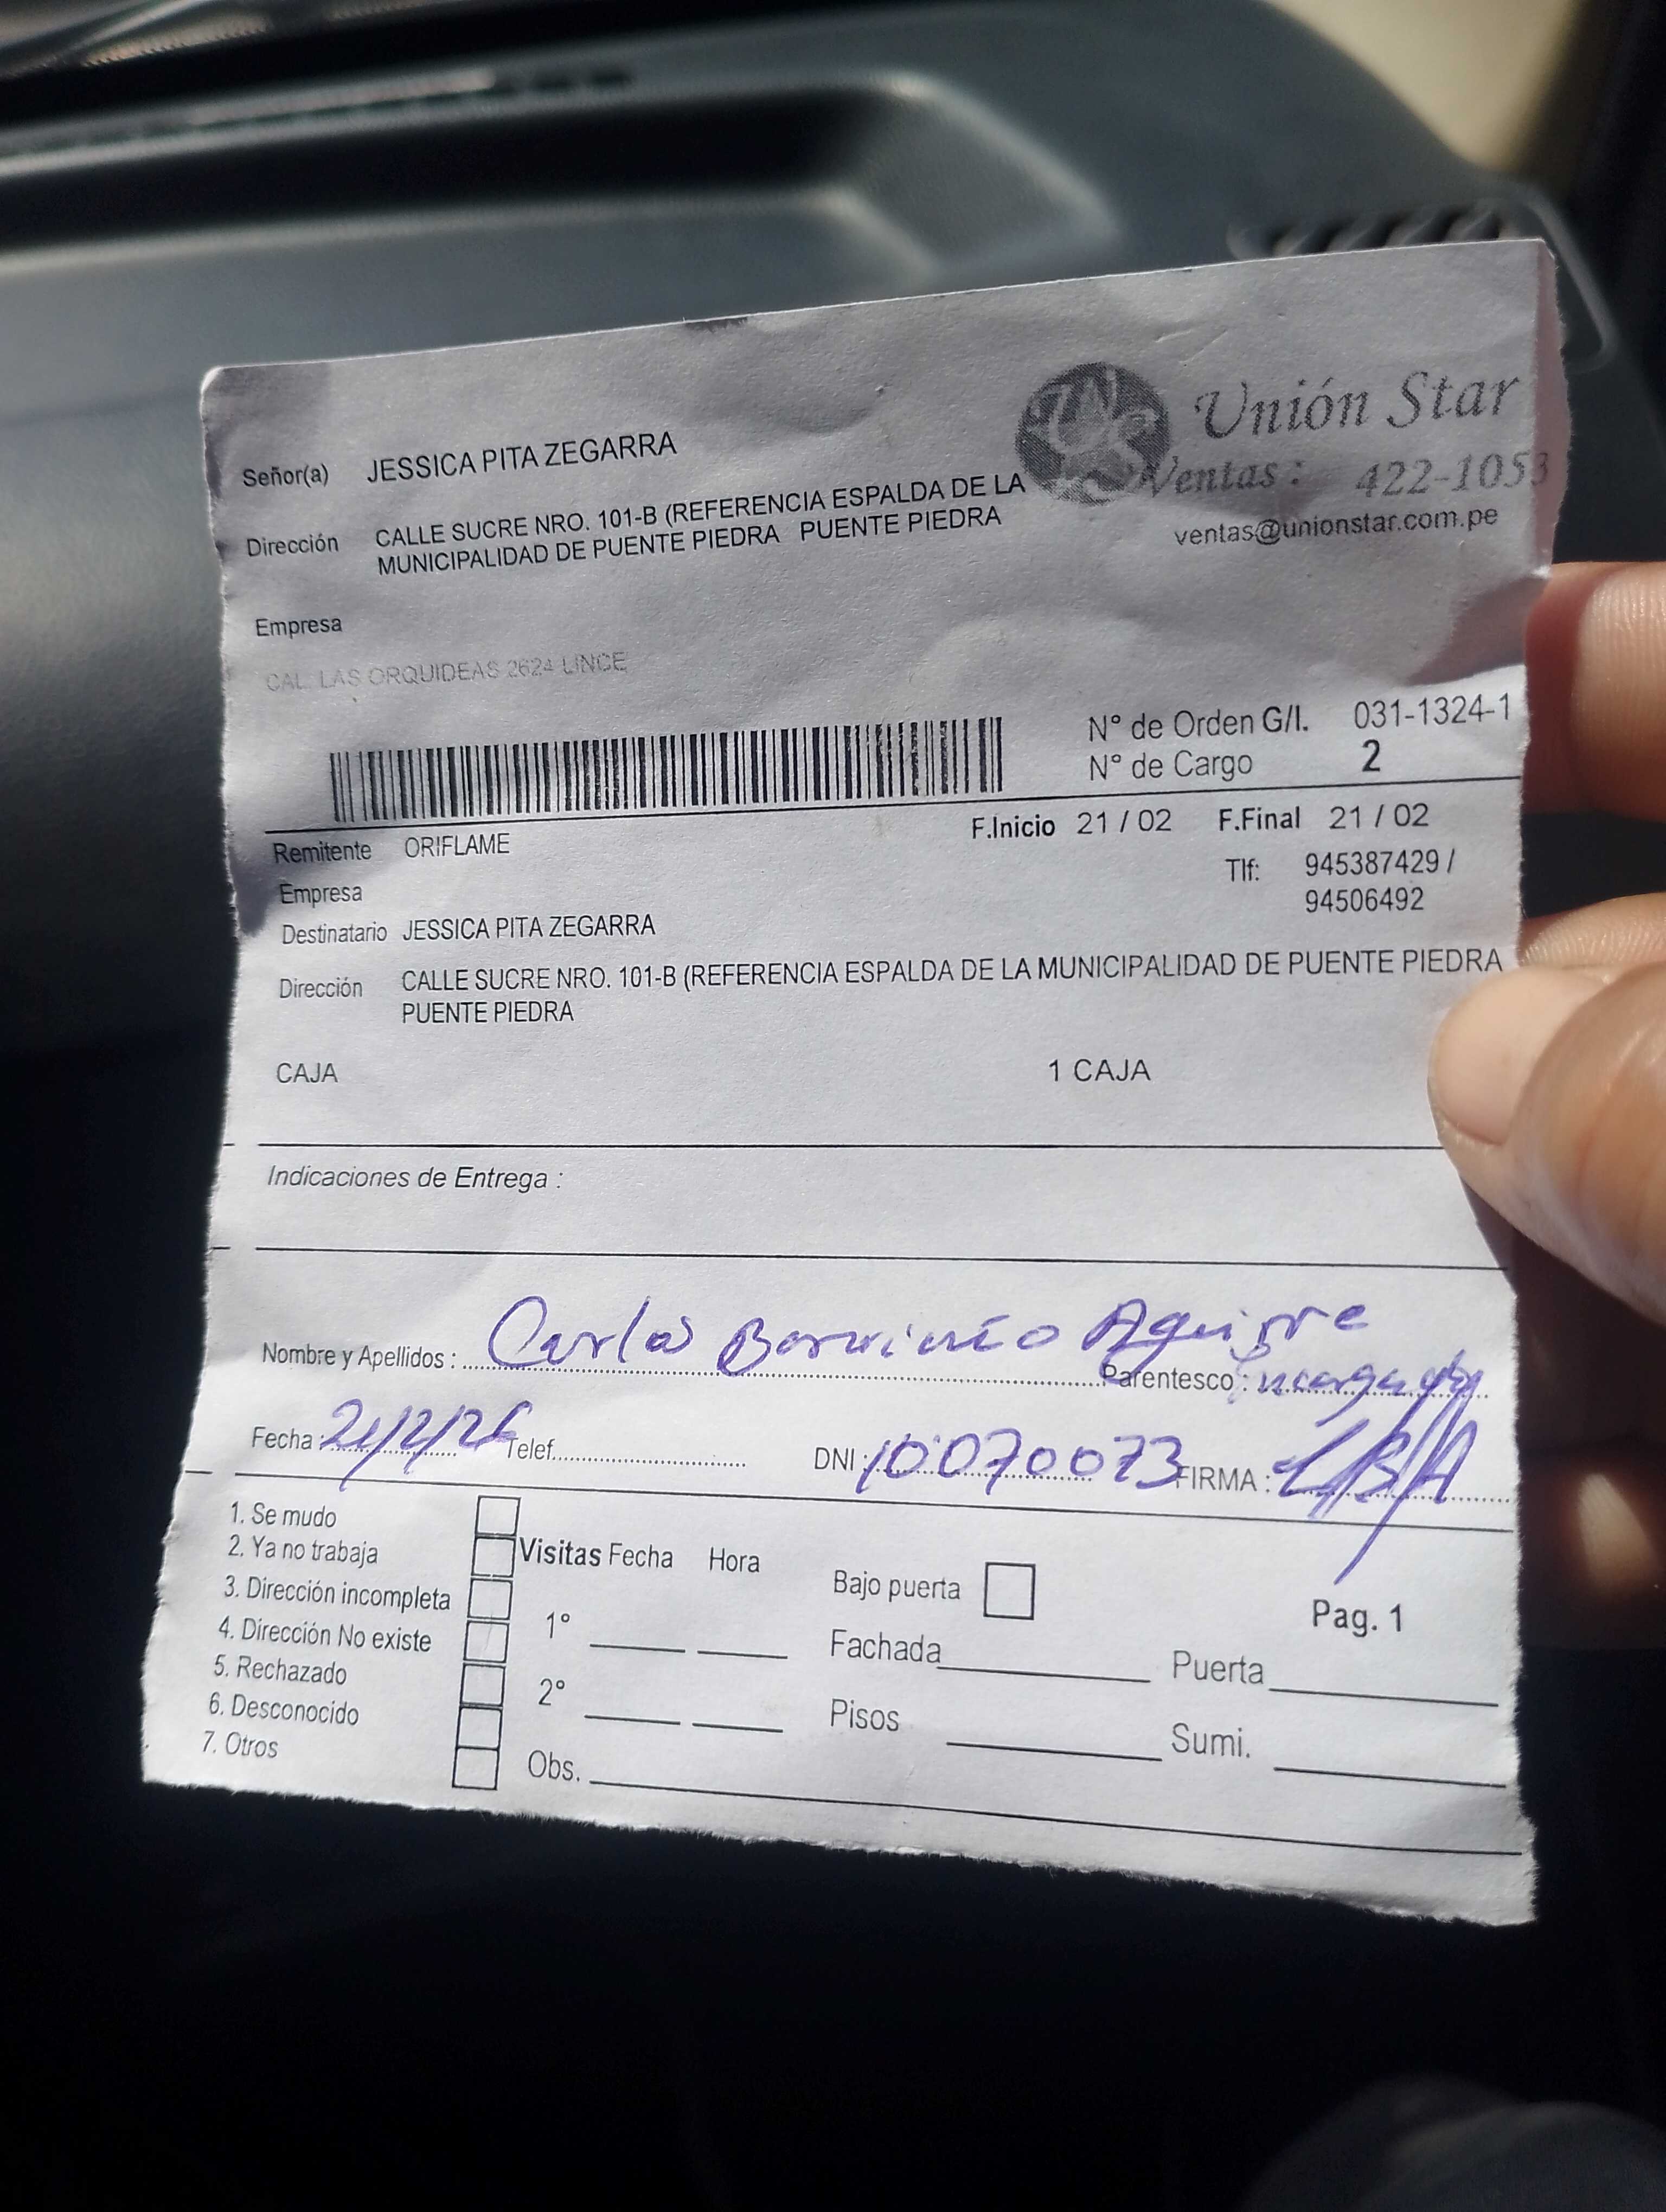 Unión Star
Señor(a) JESSICA PITA ZEGARRA
Ventas : 422-1053
Dirección CALLE SUCRE NRO. 101-B (REFERENCIA ESPALDA DE LA
MUNICIPALIDAD DE PUENTE PIEDRA PUENTE PIEDRA
ventas@unionstar.com.pe
Empresa
CAL. LAS ORQUIDEAS 2624 LINCE
N° de Orden G/I. 031-1324-1
N° de Cargo 2
Remitente ORIFLAME F.Inicio 21 / 02 F.Final 21 / 02
Empresa Tlf: 945387429 /
94506492
Destinatario JESSICA PITA ZEGARRA
Dirección CALLE SUCRE NRO. 101-B (REFERENCIA ESPALDA DE LA MUNICIPALIDAD DE PUENTE PIEDRA
PUENTE PIEDRA
CAJA 1 CAJA
Indicaciones de Entrega :
Nombre y Apellidos : Carlos Aguirre
Parentesco :
Fecha : 21/2/26 Telef. DNI : 10070073 FIRMA :
1. Se mudo
2. Ya no trabaja
3. Dirección incompleta
4. Dirección No existe
5. Rechazado
6. Desconocido
7. Otros
Visitas Fecha Hora
1°
2°
Obs.
Bajo puerta
Pag. 1
Fachada Puerta
Pisos Sumi.